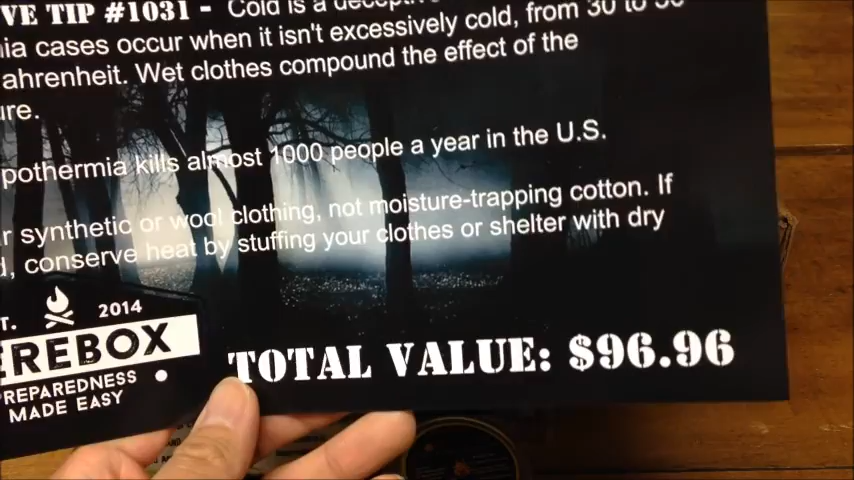 VE TIP #1031 - Cold is a
ia cases occur when it isn't excessively cold, from 30 to 50
ahrenheit. Wet clothes compound the effect of the
ure.
pothermia kills almost 1000 people a year in the U.S.
r synthetic or wool clothing, not moisture-trapping cotton. If
d, conserve heat by stuffing your clothes or shelter with dry
T. 2014
REBOX
PREPAREDNESS
MADE EASY
TOTAL VALUE: $96.96